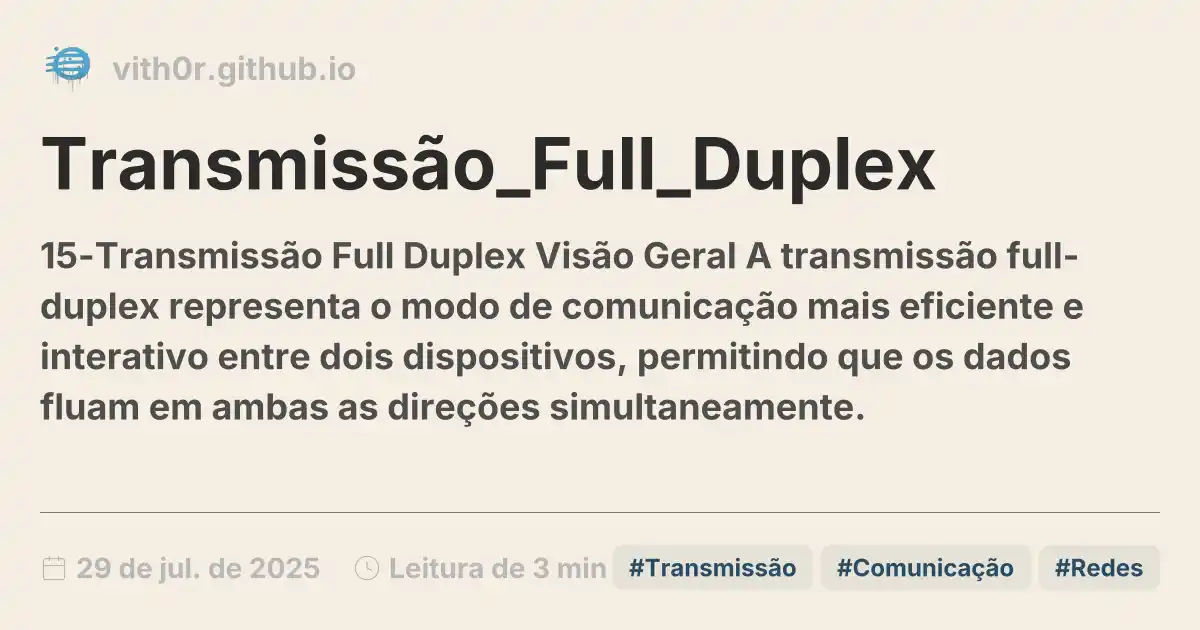 vith0r.github.io
Transmissão_Full_Duplex
15-Transmissão Full Duplex Visão Geral A transmissão full-
duplex representa o modo de comunicação mais eficiente e
interativo entre dois dispositivos, permitindo que os dados
fluam em ambas as direções simultaneamente.
29 de jul. de 2025 Leitura de 3 min #Transmissão #Comunicação #Redes